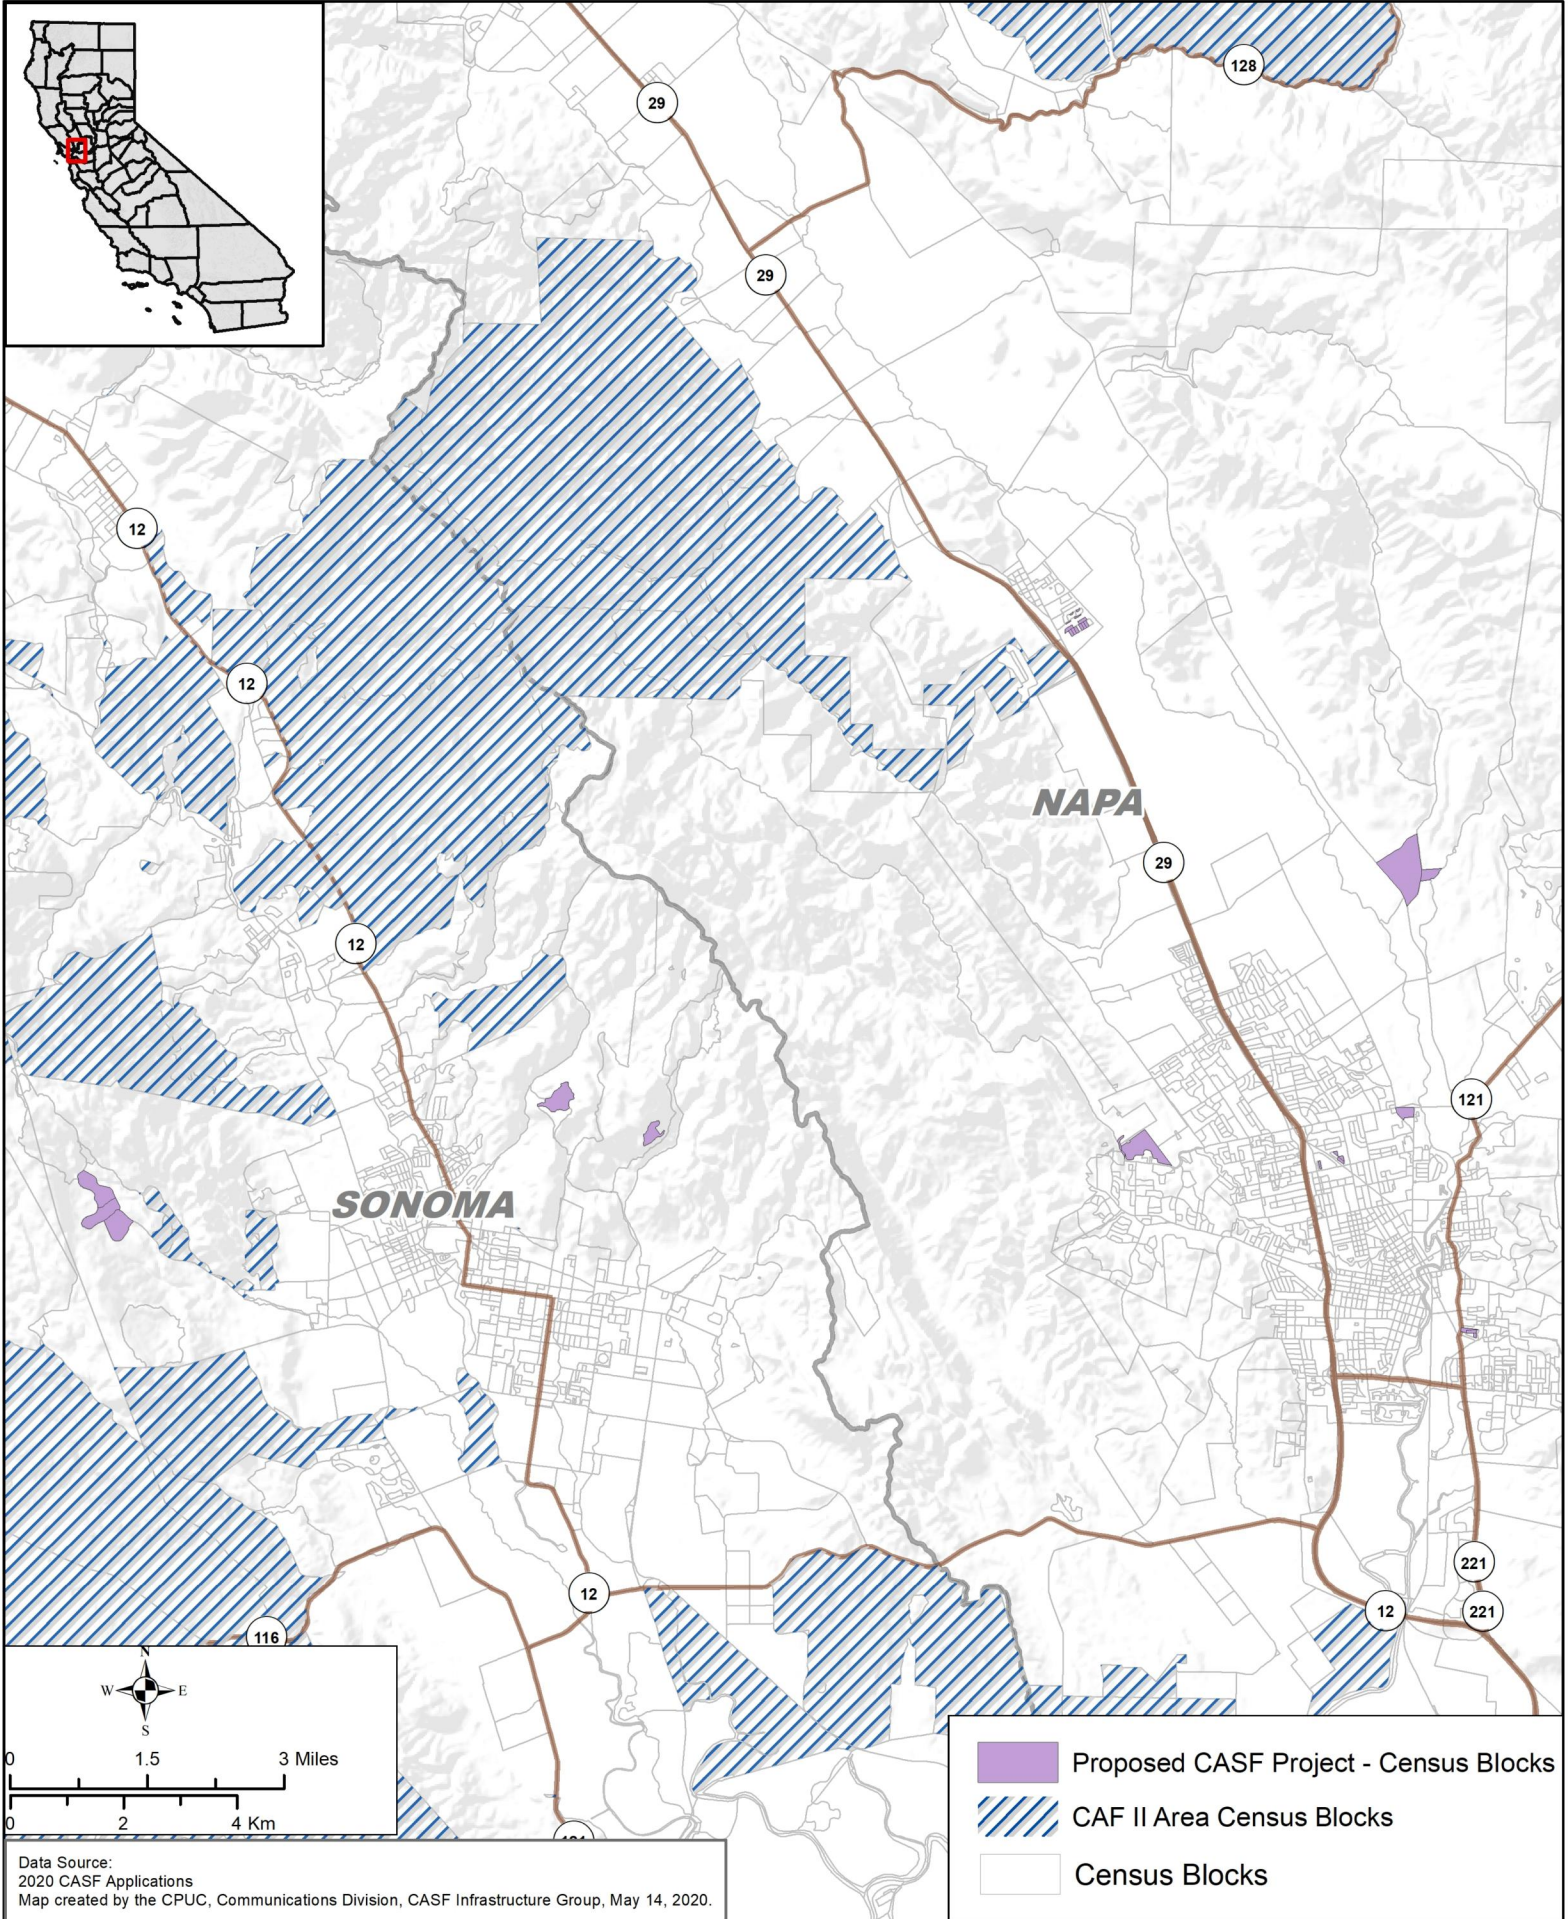 128
29
29
12
12
NAPA
29
12
121
SONOMA
12
221
12
221
116
N
W E
S
0 1.5 3 Miles
0 2 4 Km
Proposed CASF Project - Census Blocks
CAF II Area Census Blocks
Census Blocks
Data Source:
2020 CASF Applications
Map created by the CPUC, Communications Division, CASF Infrastructure Group, May 14, 2020.